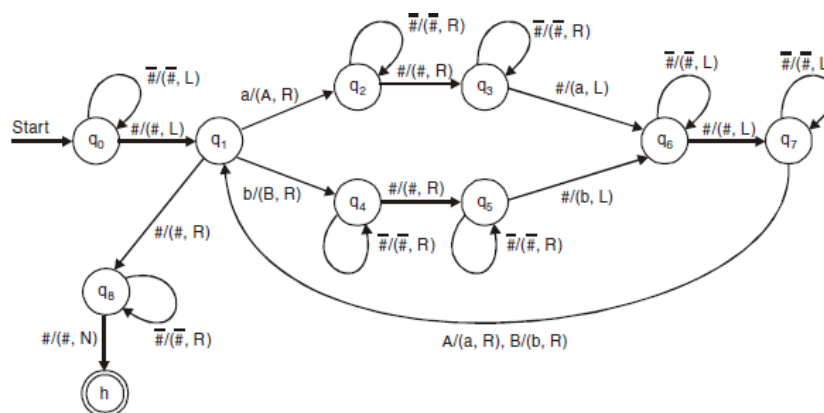 #̅/(#̅, R)
#̅/(#̅, R)
#̅/(#̅, L)
#̅/(#̅, L
#̅/(#̅, L)
a/(A, R)
q₂
#/(#, R)
q₃
#/(a, L)
Start
q₀
#/(#, L)
q₁
q₆
#/(#, L)
q₇
b/(B, R)
q₄
#/(#, R)
q₅
#/(b, L)
#/(#, R)
#̅/(#̅, R)
#̅/(#̅, R)
q₈
#/(#, N)
#̅/(#̅, R)
A/(a, R), B/(b, R)
h